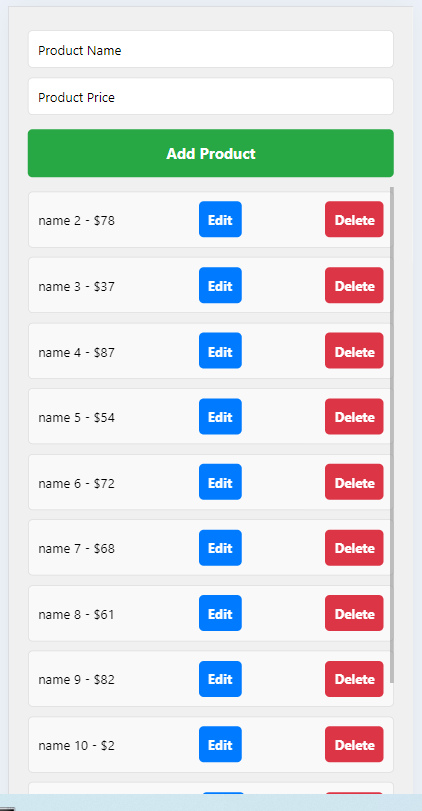 Product Name
Product Price
Add Product
name 2 - $78 Edit Delete
name 3 - $37 Edit Delete
name 4 - $87 Edit Delete
name 5 - $54 Edit Delete
name 6 - $72 Edit Delete
name 7 - $68 Edit Delete
name 8 - $61 Edit Delete
name 9 - $82 Edit Delete
name 10 - $2 Edit Delete